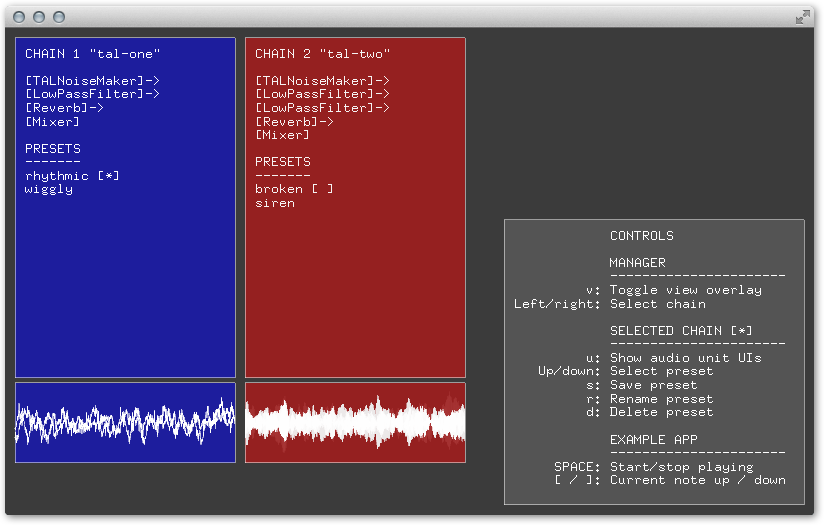 CHAIN 1 "tal-one"
[TALNoiseMaker]->
[LowPassFilter]->
[Reverb]->
[Mixer]
PRESETS
-------
rhythmic [*]
wiggly
CHAIN 2 "tal-two"
[TALNoiseMaker]->
[LowPassFilter]->
[LowPassFilter]->
[Reverb]->
[Mixer]
PRESETS
-------
broken [ ]
siren
CONTROLS
MANAGER
----------------------
v: Toggle view overlay
Left/right: Select chain
SELECTED CHAIN [*]
----------------------
u: Show audio unit UIs
Up/down: Select preset
s: Save preset
r: Rename preset
d: Delete preset
EXAMPLE APP
----------------------
SPACE: Start/stop playing
[ / ]: Current note up / down